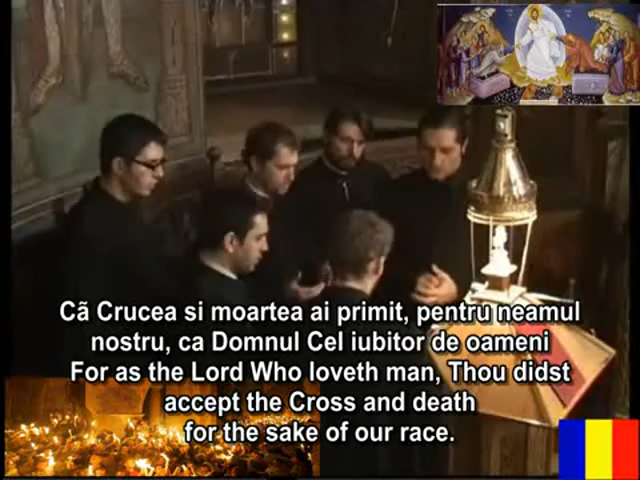 Cã Crucea si moartea ai primit, pentru neamul
nostru, ca Domnul Cel iubitor de oameni
For as the Lord Who loveth man, Thou didst
accept the Cross and death
for the sake of our race.